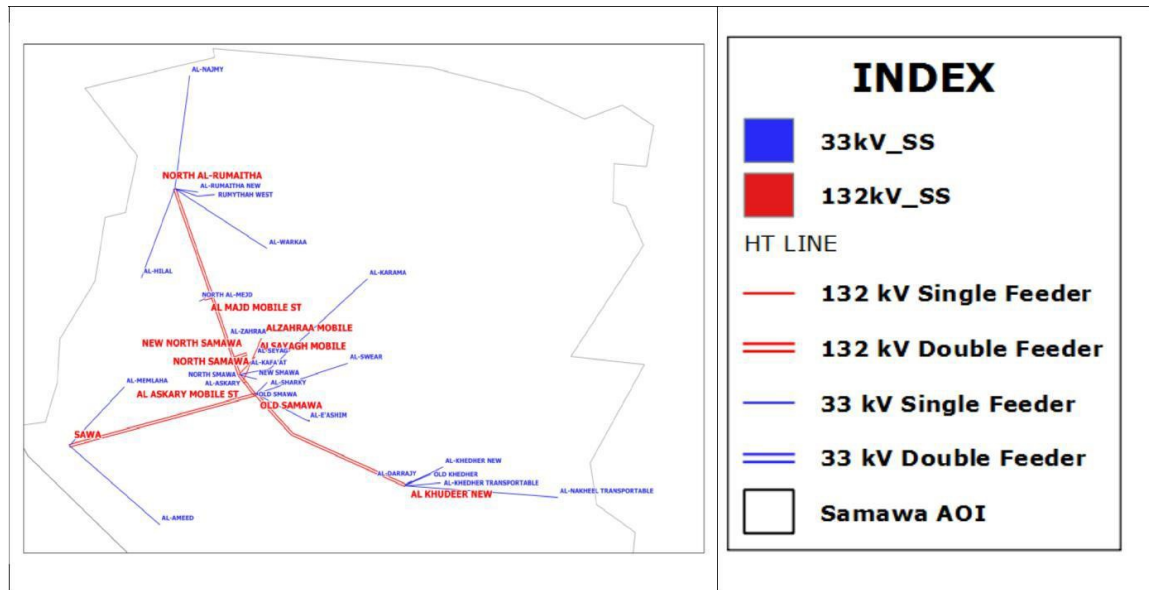 AL-NAJMY
NORTH AL-RUMAITHA
AL-RUMAITHA NEW
RUMYTHAH WEST
AL-WARKAA
AL-HILAL
AL-KARAMA
NORTH AL-MEJD
AL MAJD MOBILE ST
AL-ZAHRAA
ALZAHRAA MOBILE
NEW NORTH SAMAWA
ALSAYAGH MOBILE
AL-SEYAG
NORTH SAMAWA
AL-KAFA'AT
AL-SWEAR
NORTH SMAWA
NEW SMAWA
AL-MEMLAHA
AL-ASKARY
AL-SHARKY
AL ASKARY MOBILE ST
OLD SMAWA
OLD SAMAWA
AL-E'ASHIM
SAWA
AL-KHEDHER NEW
AL-DARRAJY
OLD KHEDHER
AL-KHEDHER TRANSPORTABLE
AL KHUDEER NEW
AL-NAKHEEL TRANSPORTABLE
AL-AMEED
INDEX
33kV_SS
132kV_SS
HT LINE
132 kV Single Feeder
132 kV Double Feeder
33 kV Single Feeder
33 kV Double Feeder
Samawa AOI